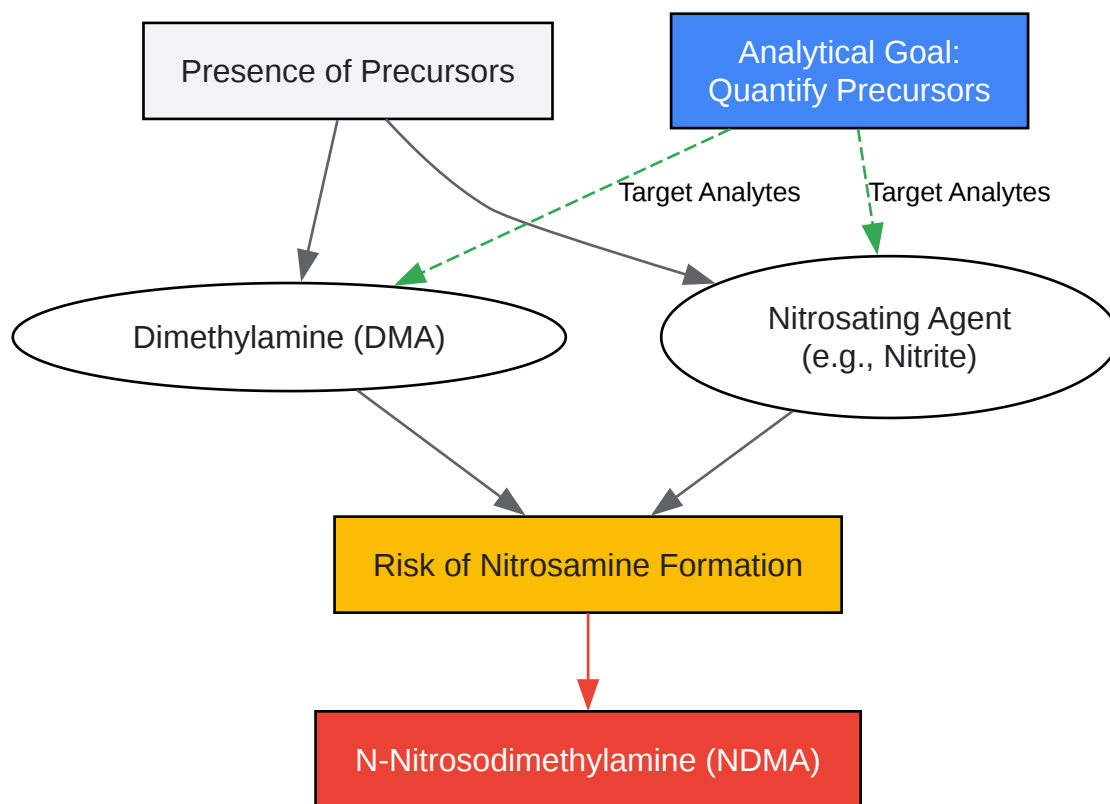 Presence of Precursors
Analytical Goal:
Quantify Precursors
Target Analytes
Target Analytes
Dimethylamine (DMA)
Nitrosating Agent
(e.g., Nitrite)
Risk of Nitrosamine Formation
N-Nitrosodimethylamine (NDMA)